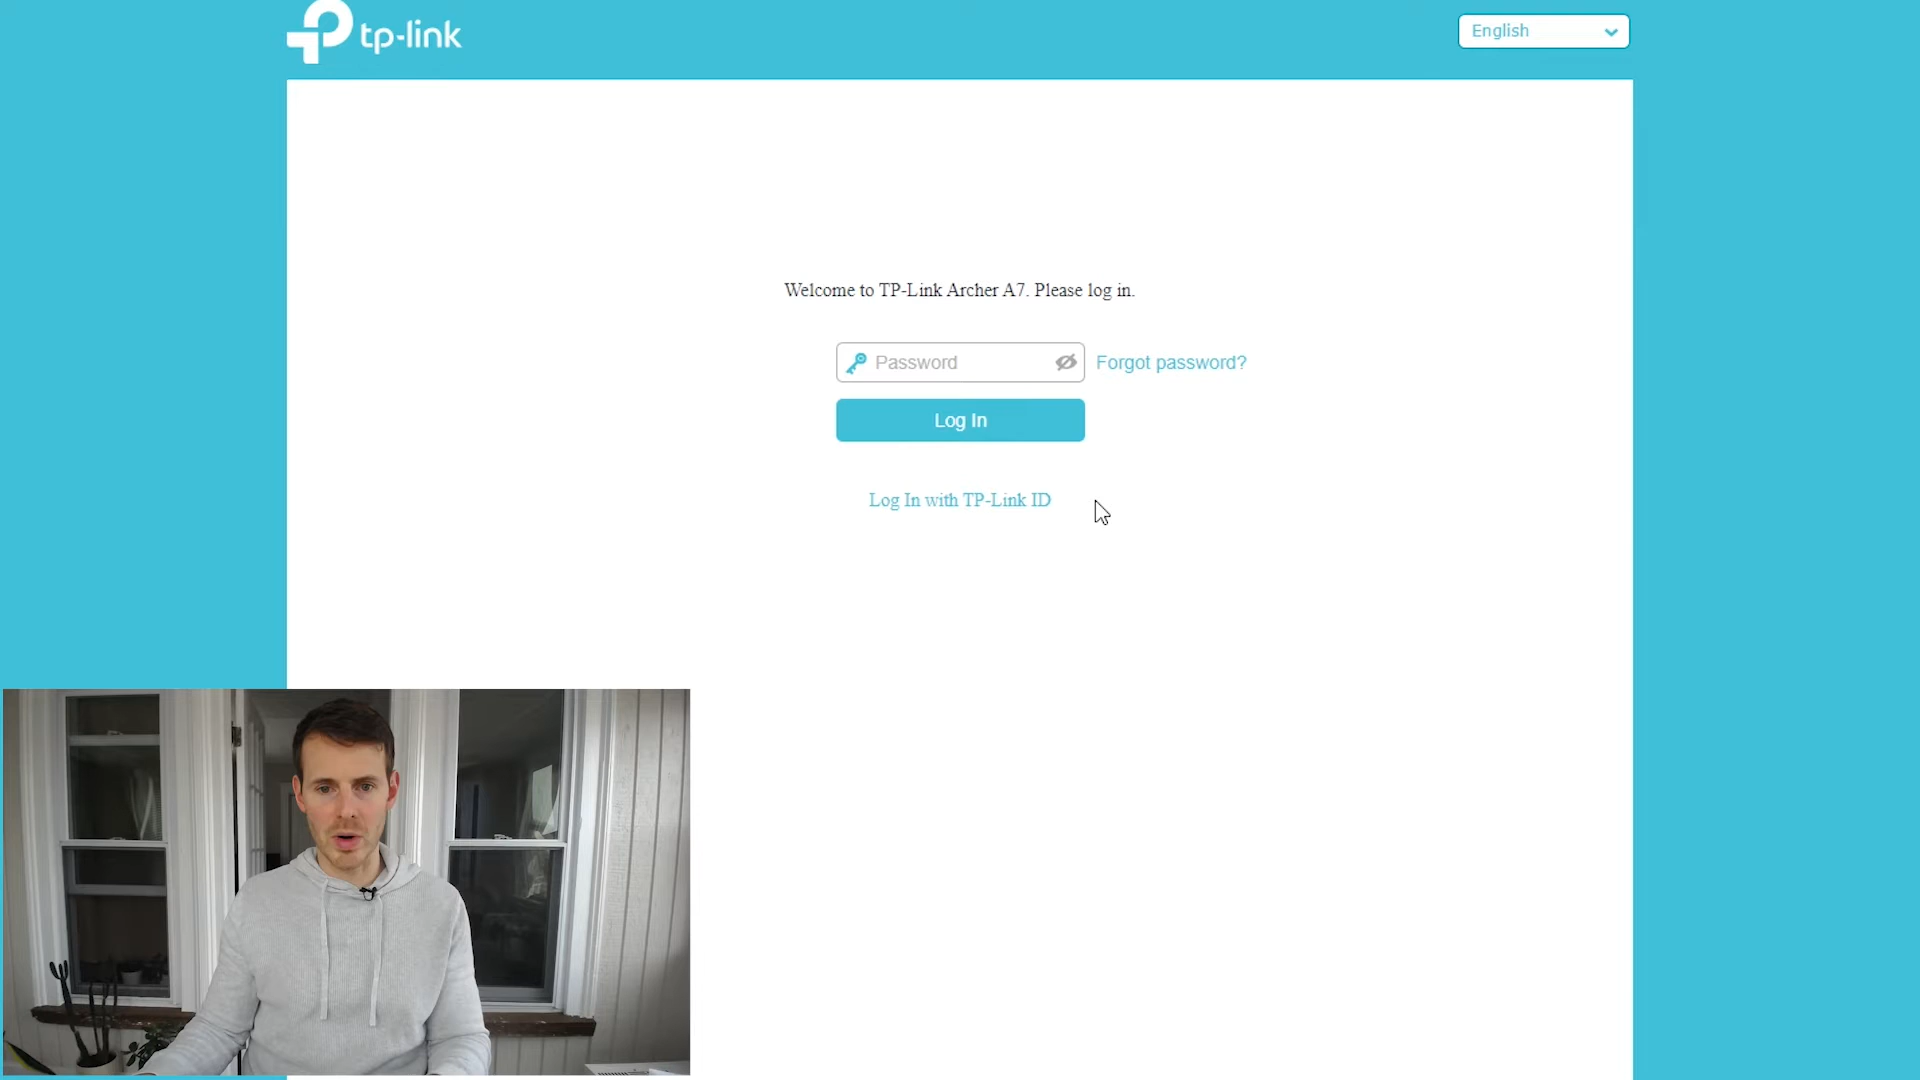 tp-link
English
Welcome to TP-Link Archer A7. Please log in.
Password
Forgot password?
Log In
Log In with TP-Link ID